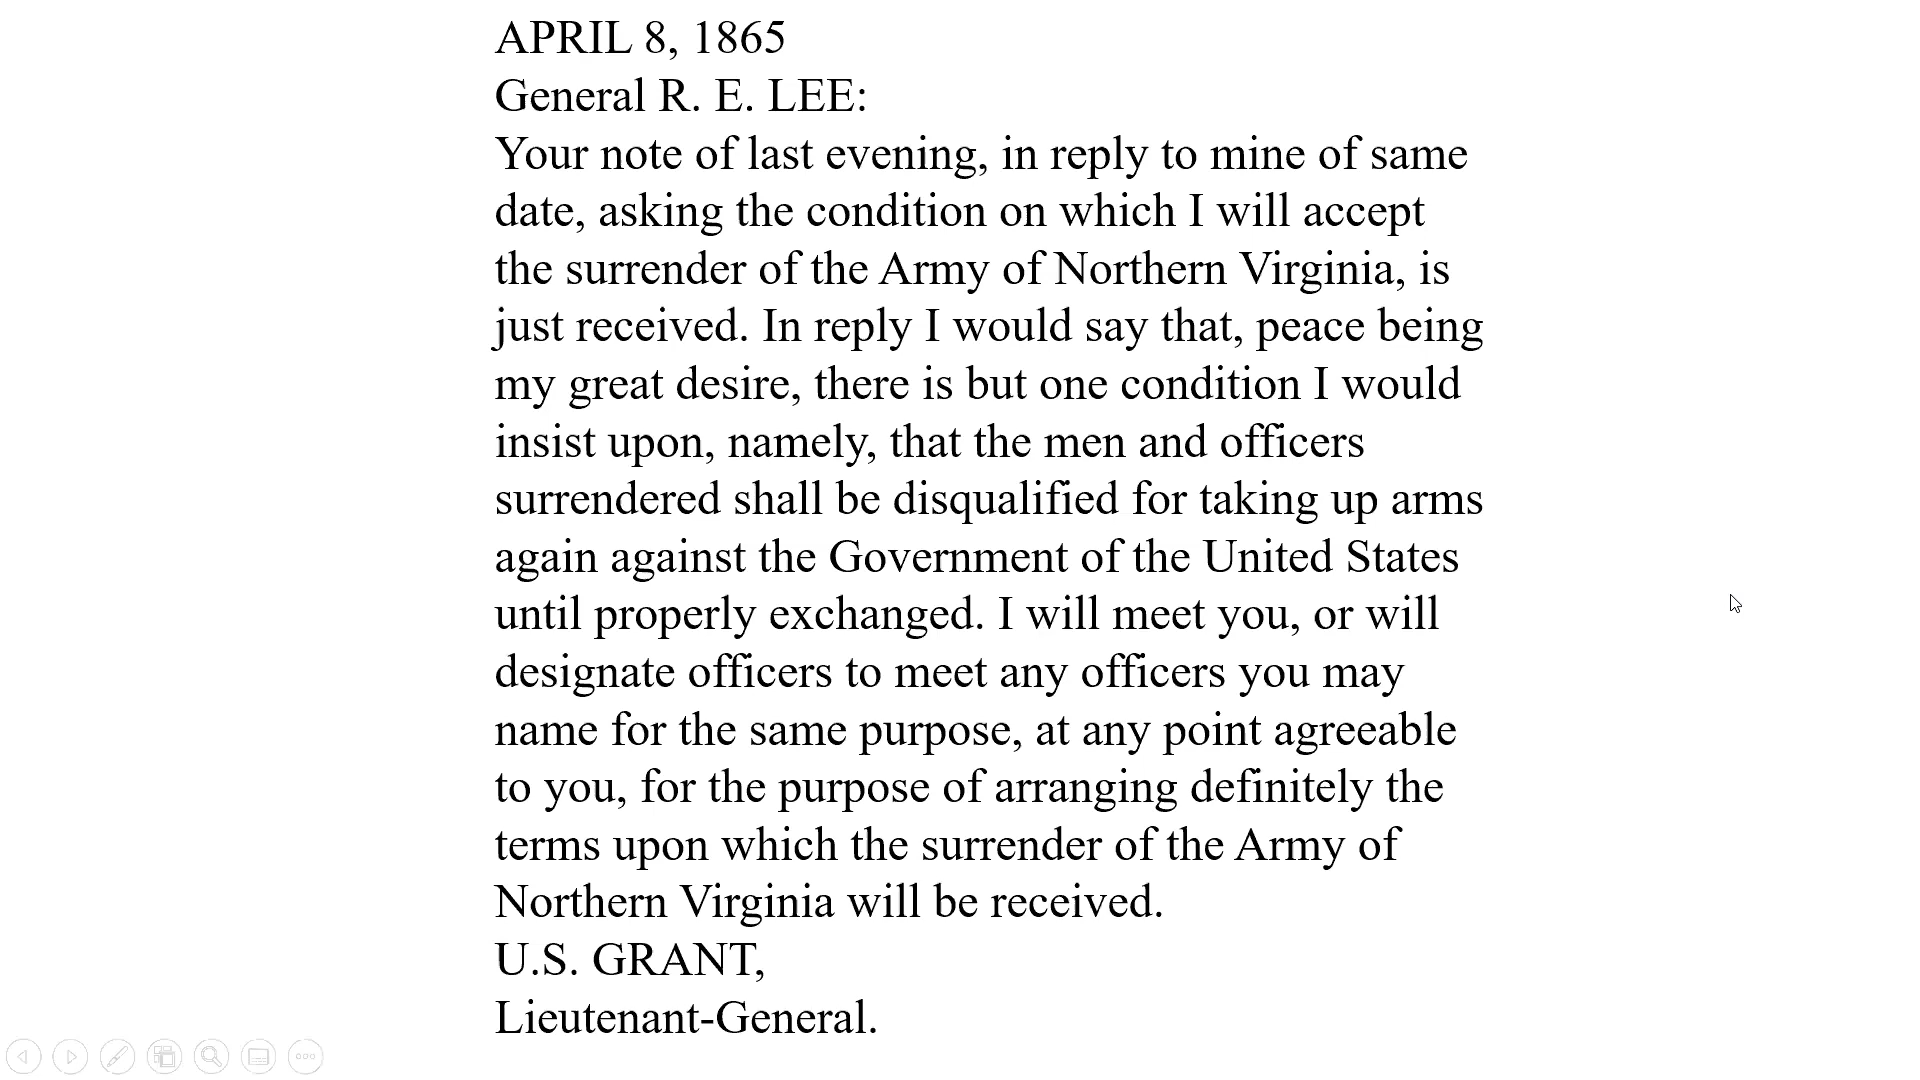 APRIL 8, 1865
General R. E. LEE:
Your note of last evening, in reply to mine of same
date, asking the condition on which I will accept
the surrender of the Army of Northern Virginia, is
just received. In reply I would say that, peace being
my great desire, there is but one condition I would
insist upon, namely, that the men and officers
surrendered shall be disqualified for taking up arms
again against the Government of the United States
until properly exchanged. I will meet you, or will
designate officers to meet any officers you may
name for the same purpose, at any point agreeable
to you, for the purpose of arranging definitely the
terms upon which the surrender of the Army of
Northern Virginia will be received.
U.S. GRANT,
Lieutenant-General.